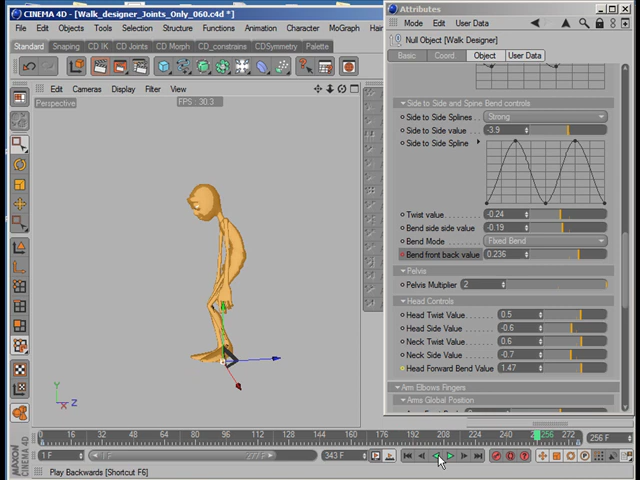 CINEMA 4D - [Walk_designer_Joints_Only_060.c4d *]
File Edit Objects Tools Selection Structure Functions Animation Character MoGraph
Standard Sculpting CD IK CD Joints CD Morph CD_constrains CDSymmetry Palette
Edit Cameras Display Filter View
Perspective
FPS : 30.3
Y
X Z
Attributes
Mode Edit User Data
Null Object [Walk Designer]
Basic Coord. Object User Data
Side to Side and Spine Bend controls
Side to Side Splines Strong
Side to Side value -3.9
Side to Side Spline
Twist value -0.24
Bend side side value -0.19
Bend Mode Fixed Bend
Bend front back value 0.236
Pelvis
Pelvis Multiplier 2
Head Controls
Head Twist Value 0.5
Head Side Value -0.6
Neck Twist Value 0.6
Neck Side Value -0.7
Head Forward Bend Value 1.47
Arm Elbows Fingers
Arms Global Position
0 16 32 48 64 80 96 112 128 144 160 176 192 208 224 256 272
256 F
1 F 343 F
Play Backwards [Shortcut F6]
MAXON
CINEMA 4D